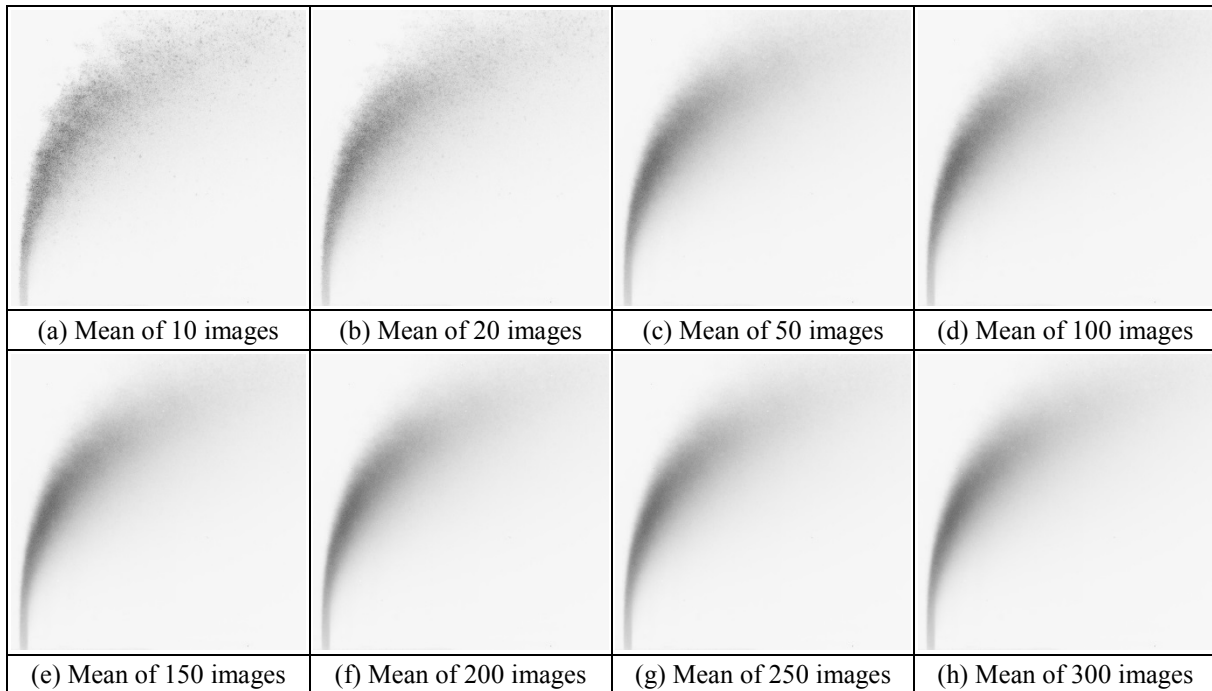 (a) Mean of 10 images
(b) Mean of 20 images
(c) Mean of 50 images
(d) Mean of 100 images
(e) Mean of 150 images
(f) Mean of 200 images
(g) Mean of 250 images
(h) Mean of 300 images